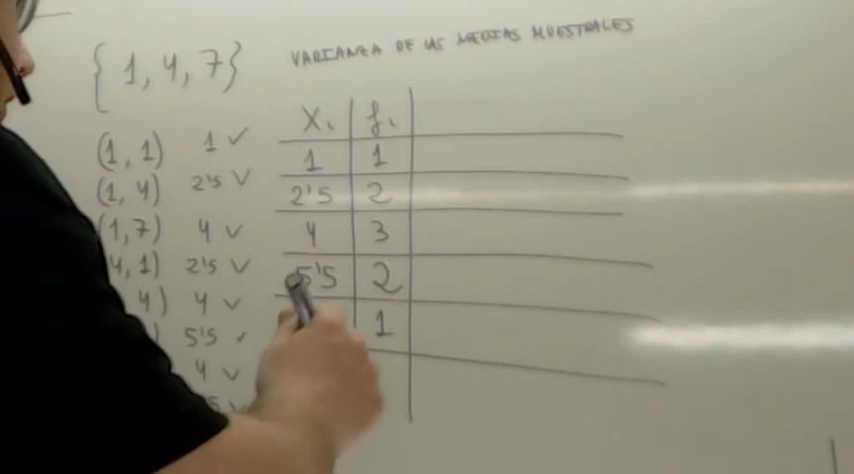 VARIANZA DE LAS MEDIAS MUESTRALES
{1, 4, 7}
(1, 1) 1 ✓
(1, 4) 2'5 ✓
(1, 7) 4 ✓
4, 1) 2'5 ✓
4) 4 ✓
) 5'5 ✓
4 ✓
5 ✓
Xi fi
1 1
2'5 2
4 3
5'5 2
1